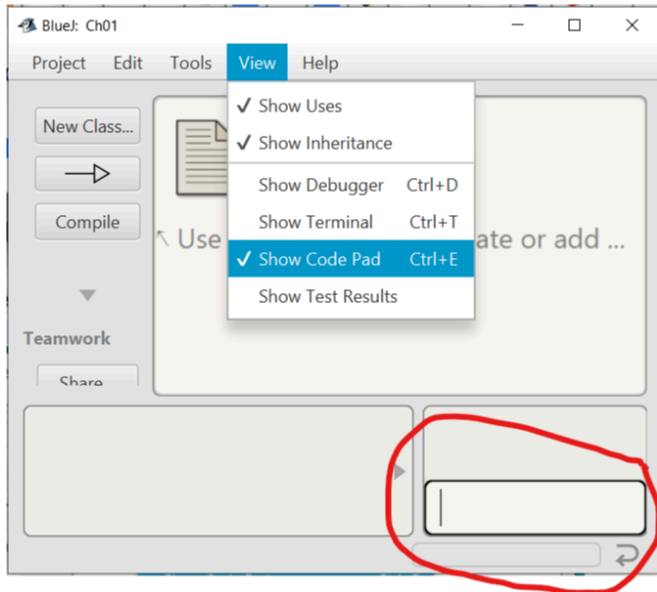 BlueJ: Ch01
Project Edit Tools View Help
New Class...
Compile
Teamwork
Share...
Show Uses
Show Inheritance
Show Debugger Ctrl+D
Show Terminal Ctrl+T
Show Code Pad Ctrl+E
Show Test Results
Use ate or add ...